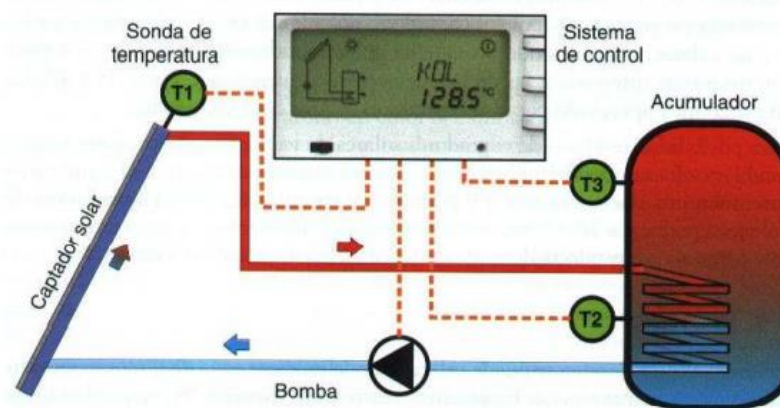 Sonda de
temperatura
Sistema
de control
KOL
128.5 °C
T1
Acumulador
T3
Captador solar
T2
Bomba